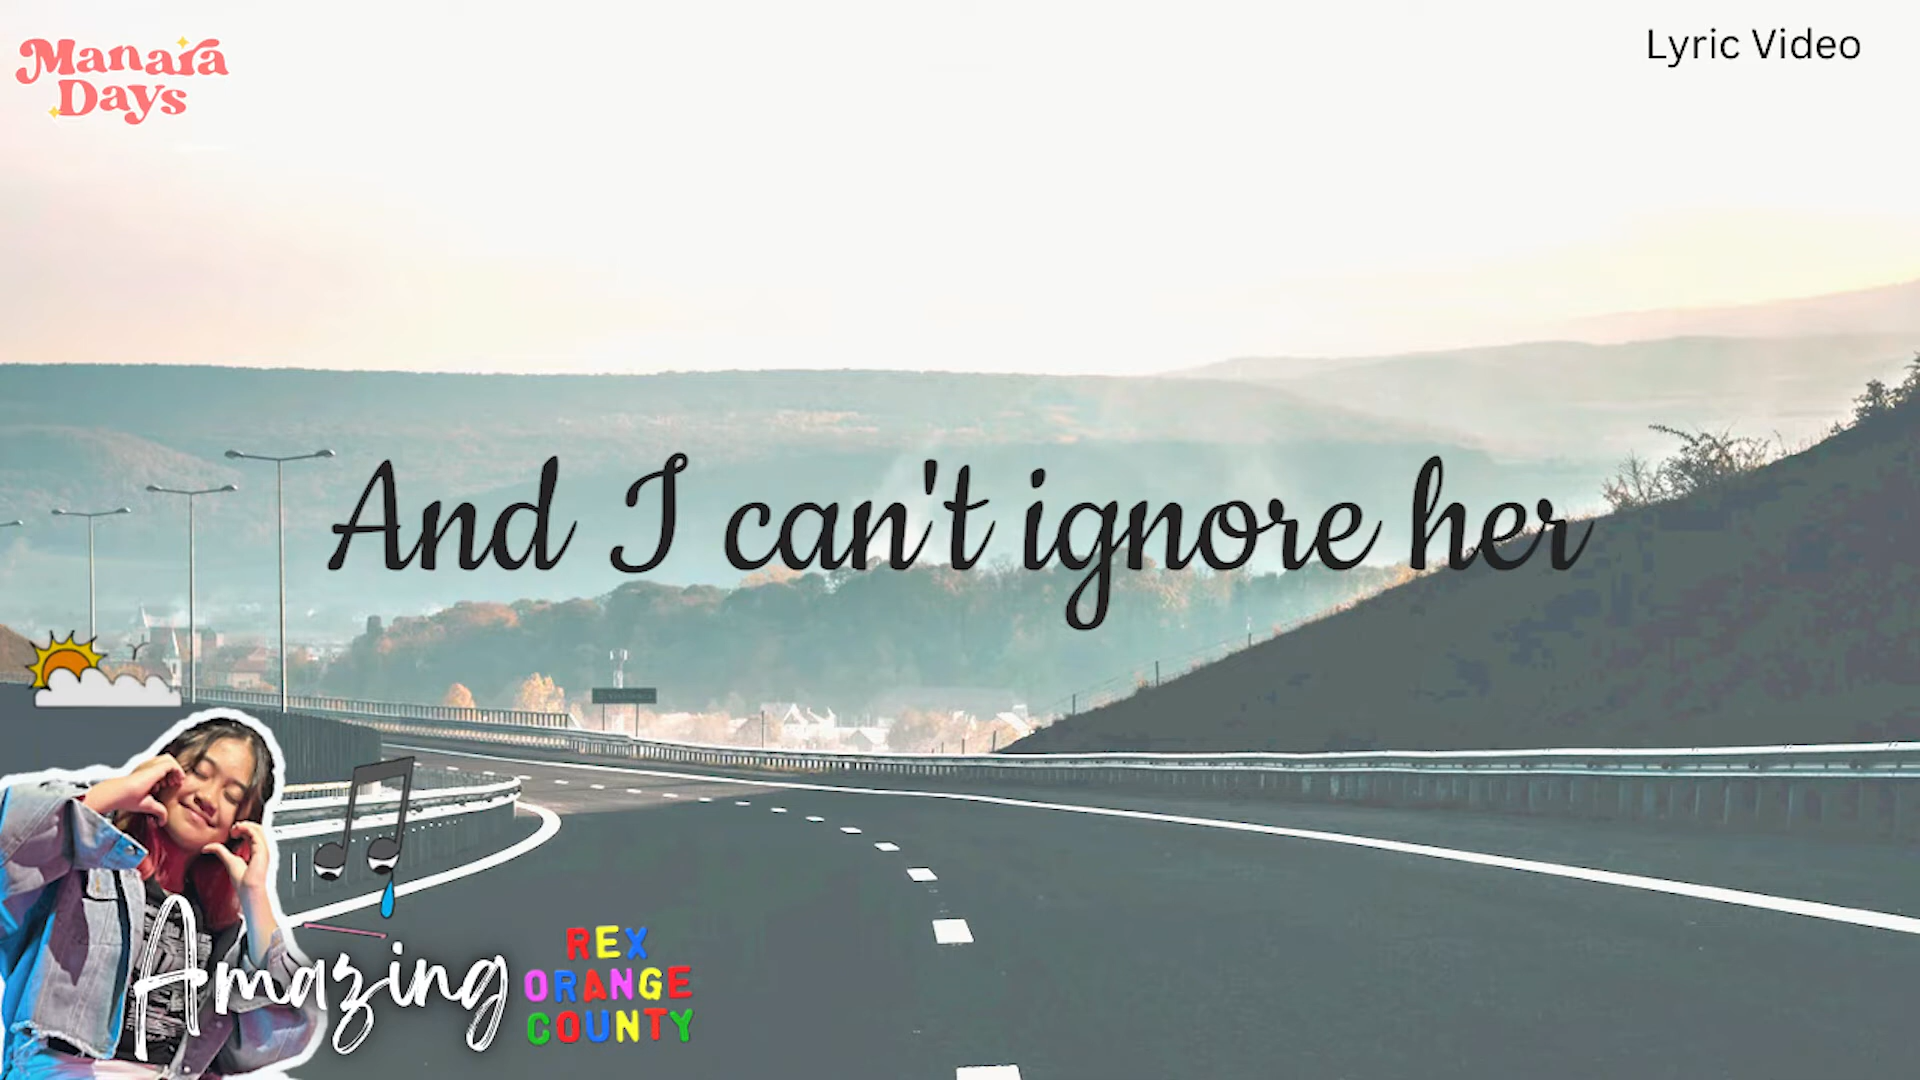 Manara
Days
Lyric Video
And I can't ignore her
Amazing
REX
ORANGE
COUNTY